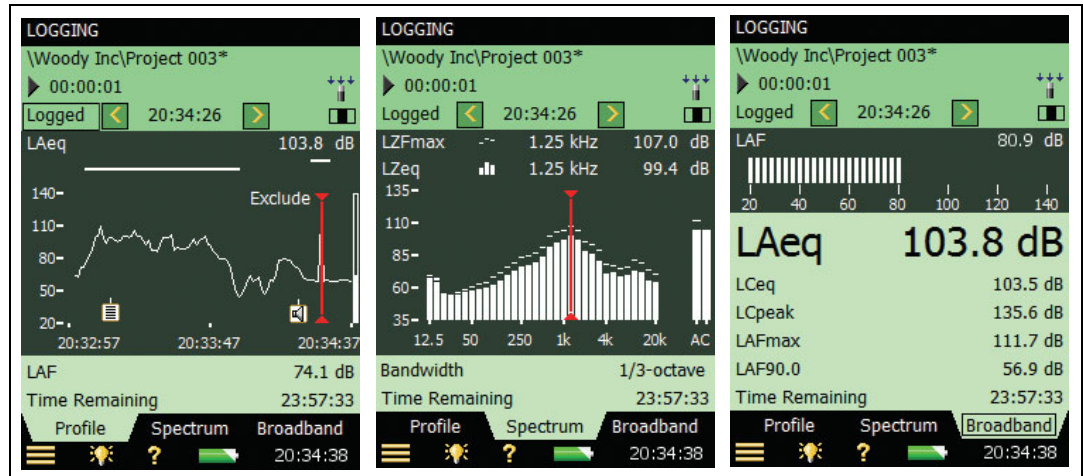 LOGGING
\Woody Inc\Project 003*
00:00:01
Logged < 20:34:26 >
LAeq 103.8 dB
140-
Exclude
110-
80-
50-
20-
20:32:57 20:33:47 20:34:37
LAF 74.1 dB
Time Remaining 23:57:33
Profile Spectrum Broadband
? 20:34:38
LOGGING
\Woody Inc\Project 003*
00:00:01
Logged < 20:34:26 >
LZFmax 1.25 kHz 107.0 dB
LZeq 1.25 kHz 99.4 dB
135-
110-
85-
60-
35-
12.5 50 250 1k 4k 20k AC
Bandwidth 1/3-octave
Time Remaining 23:57:33
Profile Spectrum Broadband
? 20:34:38
LOGGING
\Woody Inc\Project 003*
00:00:01
Logged < 20:34:26 >
LAF 80.9 dB
20 40 60 80 100 120 140
LAeq 103.8 dB
LCeq 103.5 dB
LCpeak 135.6 dB
LAFmax 111.7 dB
LAF90.0 56.9 dB
Time Remaining 23:57:33
Profile Spectrum Broadband
? 20:34:38